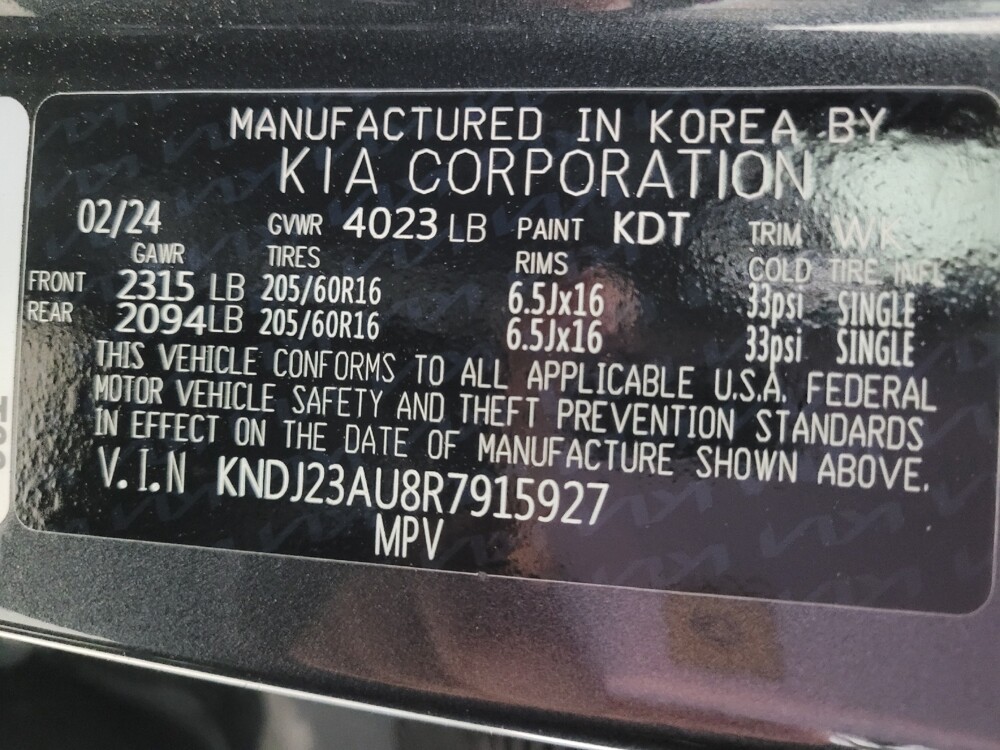 MANUFACTURED IN KOREA BY
KIA CORPORATION
02/24 GVWR 4023 LB PAINT KDT TRIM WK
GAWR TIRES RIMS COLD TIRE INFL
FRONT 2315 LB 205/60R16 6.5Jx16 33psi SINGLE
REAR 2094LB 205/60R16 6.5Jx16 33psi SINGLE
THIS VEHICLE CONFORMS TO ALL APPLICABLE U.S.A. FEDERAL
MOTOR VEHICLE SAFETY AND THEFT PREVENTION STANDARDS
IN EFFECT ON THE DATE OF MANUFACTURE SHOWN ABOVE.
V.I.N KNDJ23AU8R7915927
MPV